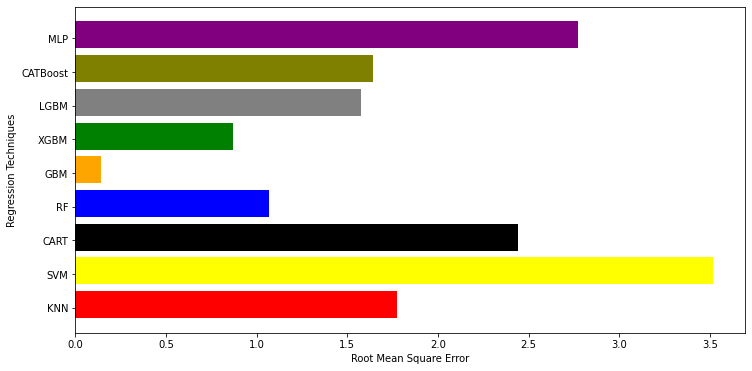 MLP
CATBoost
LGBM
XGBM
GBM
RF
CART
SVM
KNN
Regression Techniques
0.0 0.5 1.0 1.5 2.0 2.5 3.0 3.5
Root Mean Square Error